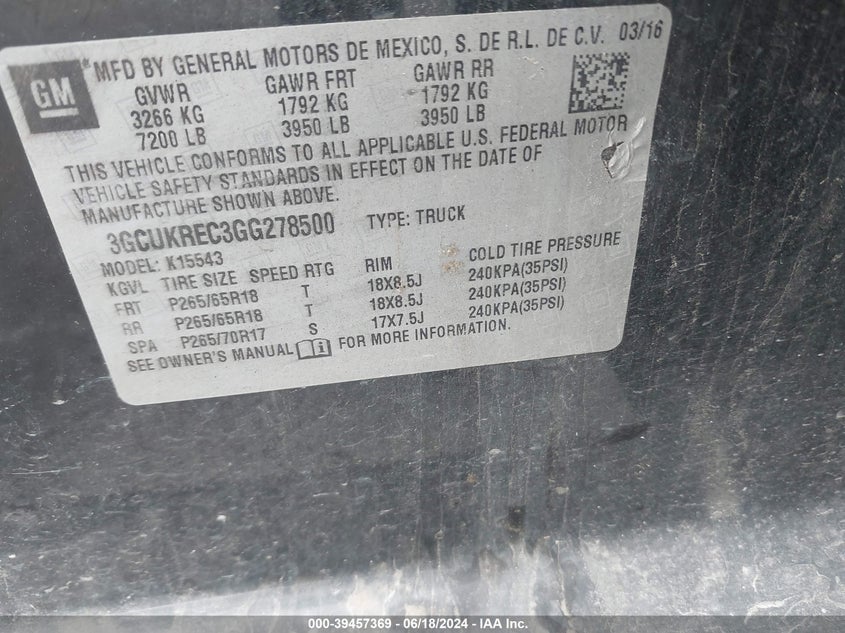 GM
* MFD BY GENERAL MOTORS DE MEXICO, S. DE R.L. DE C.V. 03/16
GVWR GAWR FRT GAWR RR
3266 KG 1792 KG 1792 KG
7200 LB 3950 LB 3950 LB
THIS VEHICLE CONFORMS TO ALL APPLICABLE U.S. FEDERAL MOTOR
VEHICLE SAFETY STANDARDS IN EFFECT ON THE DATE OF
MANUFACTURE SHOWN ABOVE.
3GCUKREC3GG278500 TYPE: TRUCK
MODEL: K15543
KGVL TIRE SIZE SPEED RTG RIM COLD TIRE PRESSURE
FRT P265/65R18 T 18X8.5J 240KPA(35PSI)
RR P265/65R18 T 18X8.5J 240KPA(35PSI)
SPA P265/70R17 S 17X7.5J 240KPA(35PSI)
SEE OWNER'S MANUAL FOR MORE INFORMATION.
000-39457369 - 06/18/2024 - IAA Inc.